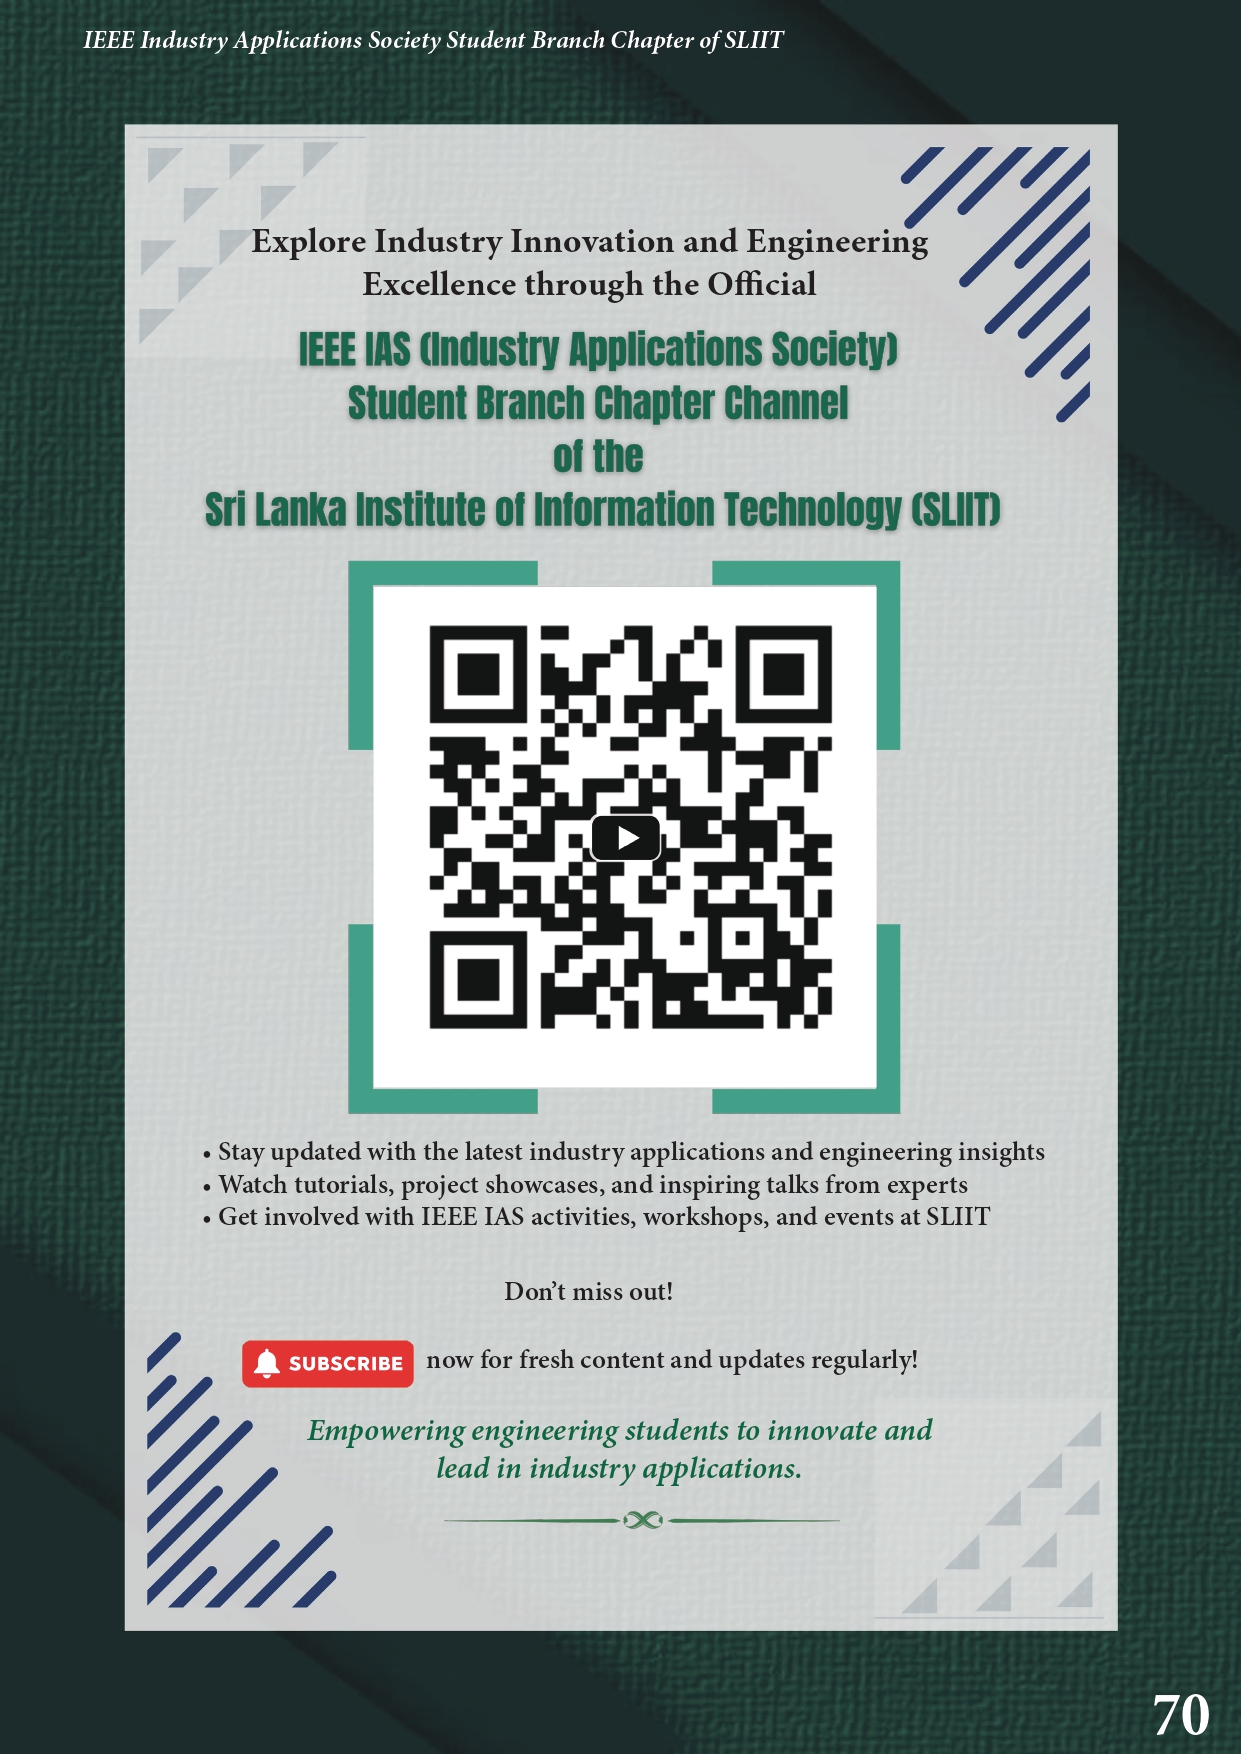 IEEE Industry Applications Society Student Branch Chapter of SLIIT
Explore Industry Innovation and Engineering
Excellence through the Official
IEEE IAS (Industry Applications Society)
Student Branch Chapter Channel
of the
Sri Lanka Institute of Information Technology (SLIIT)
• Stay updated with the latest industry applications and engineering insights
• Watch tutorials, project showcases, and inspiring talks from experts
• Get involved with IEEE IAS activities, workshops, and events at SLIIT
Don’t miss out!
SUBSCRIBE now for fresh content and updates regularly!
Empowering engineering students to innovate and
lead in industry applications.
70